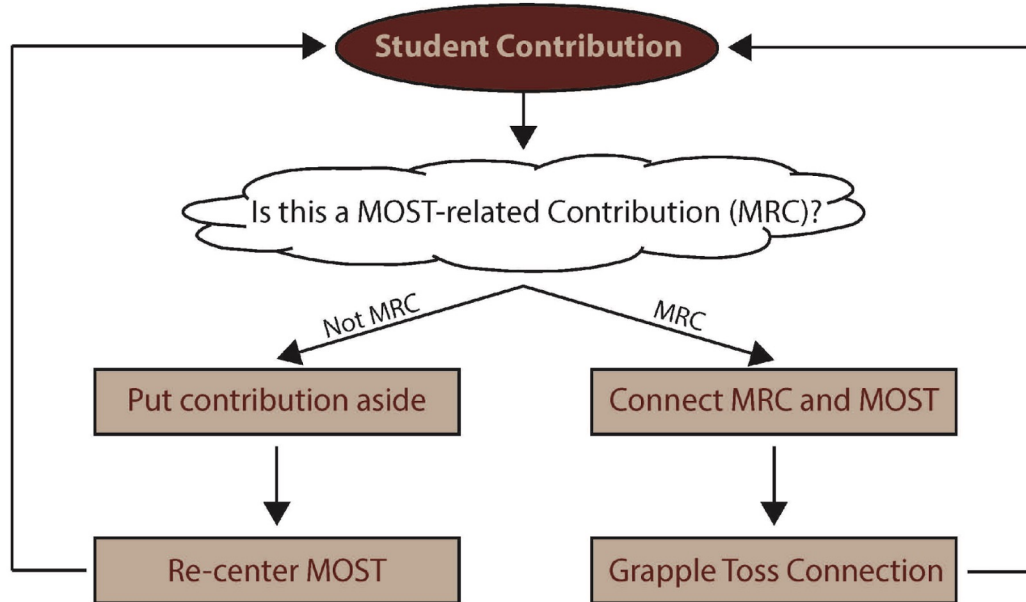 Student Contribution
Is this a MOST-related Contribution (MRC)?
Not MRC
MRC
Put contribution aside
Connect MRC and MOST
Re-center MOST
Grapple Toss Connection